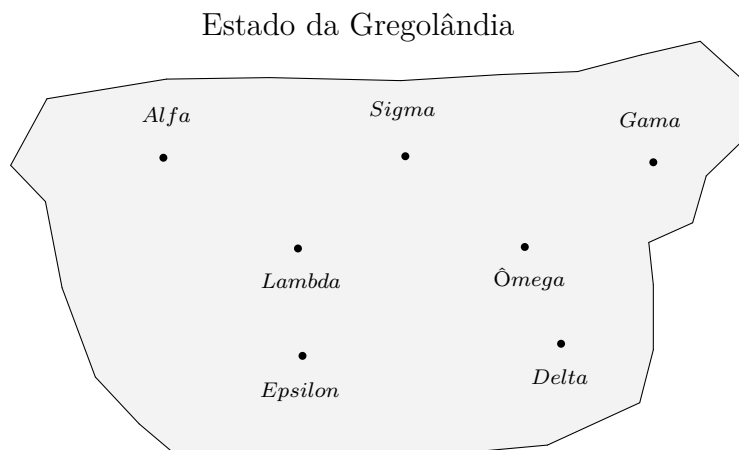 Estado da Gregolândia
Alfa
Sigma
Gama
Lambda
Ômega
Epsilon
Delta